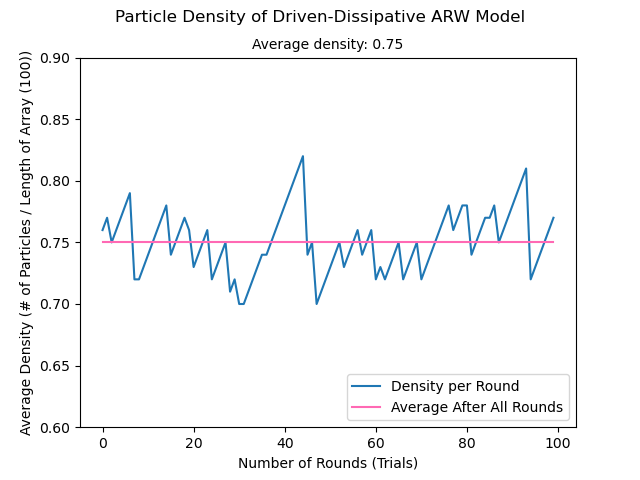 Particle Density of Driven-Dissipative ARW Model
Average density: 0.75
Average Density (# of Particles / Length of Array (100))
0.90
0.85
0.80
0.75
0.70
0.65
0.60
0 20 40 60 80 100
Number of Rounds (Trials)
Density per Round
Average After All Rounds